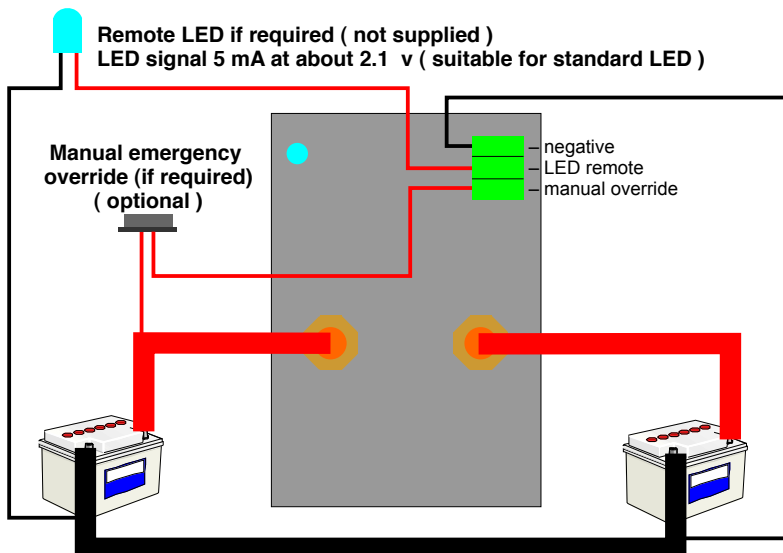 Remote LED if required ( not supplied )
LED signal 5 mA at about 2.1 v ( suitable for standard LED )
Manual emergency
override (if required)
( optional )
– negative
– LED remote
– manual override